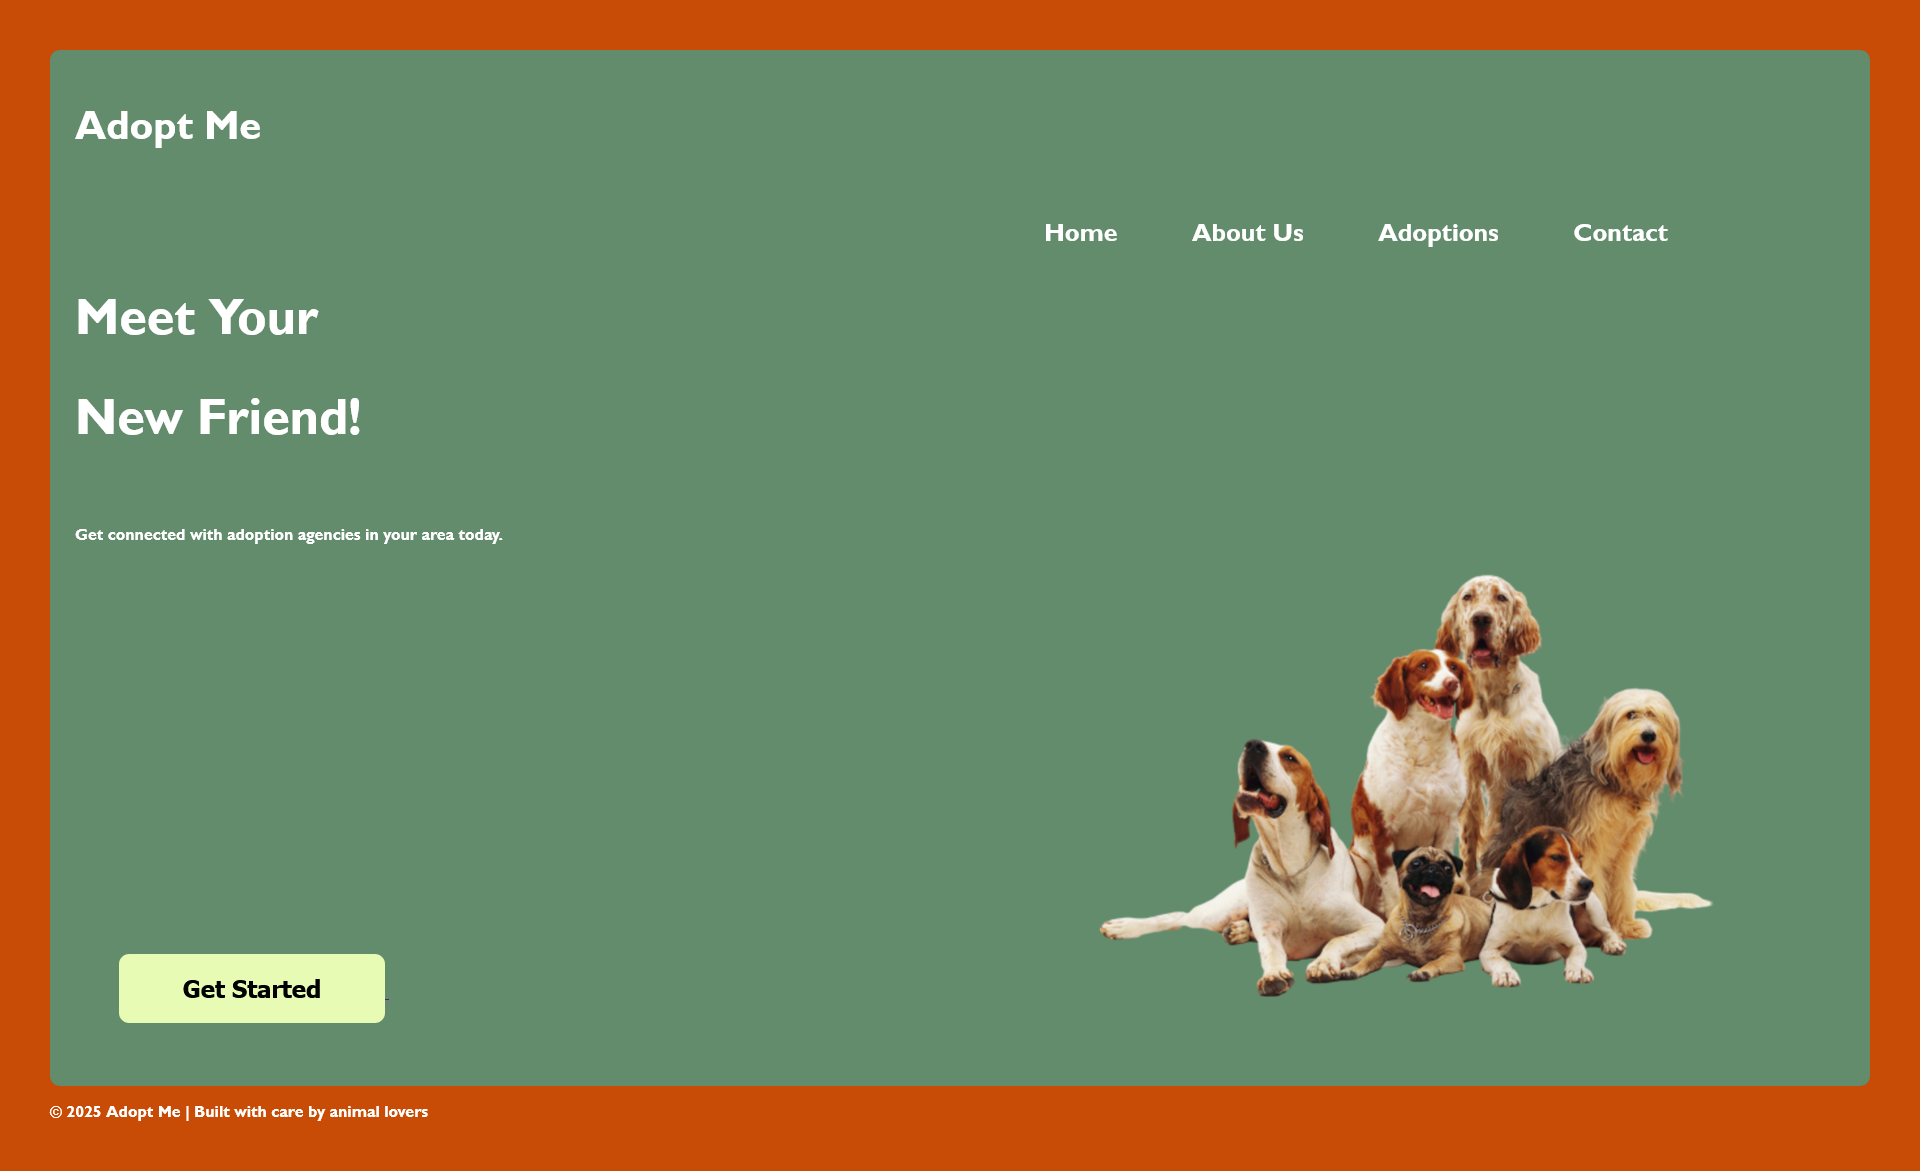 Adopt Me
Home About Us Adoptions Contact
Meet Your
New Friend!
Get connected with adoption agencies in your area today.
Get Started
© 2025 Adopt Me | Built with care by animal lovers